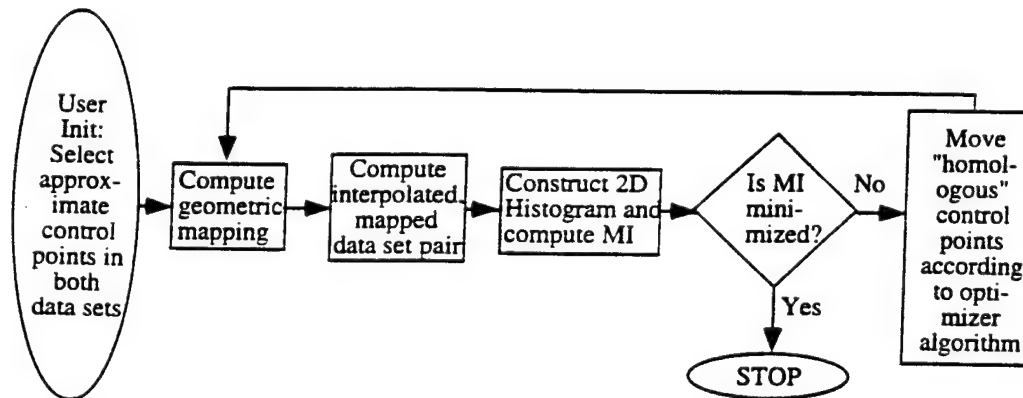 User
Init:
Select
approx-
imate
control
points in
both
data sets
Compute
geometric
mapping
Compute
interpolated
mapped
data set pair
Construct 2D
Histogram and
compute MI
Is MI
mini-
mized?
No
Yes
STOP
Move
"homol-
ogous"
control
points
according
to opti-
mizer
algorithm